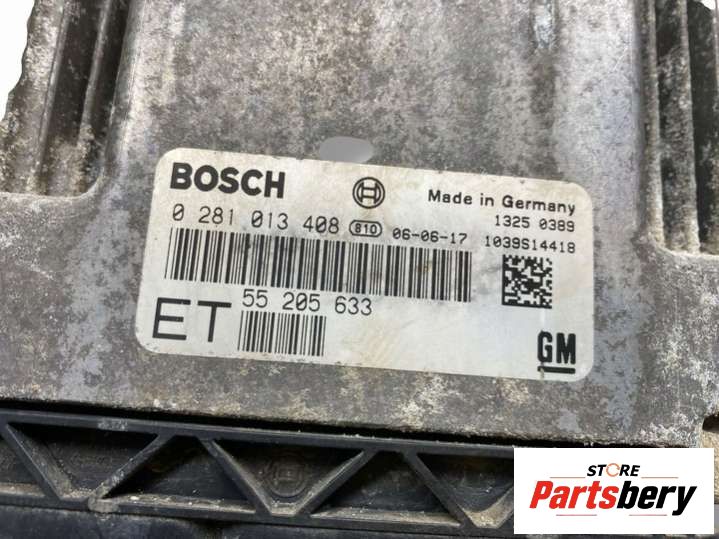 BOSCH Made in Germany
1325 0389
0 281 013 408 810 06-06-17 1039S14418
ET 55 205 633
GM
STORE
Partsbery